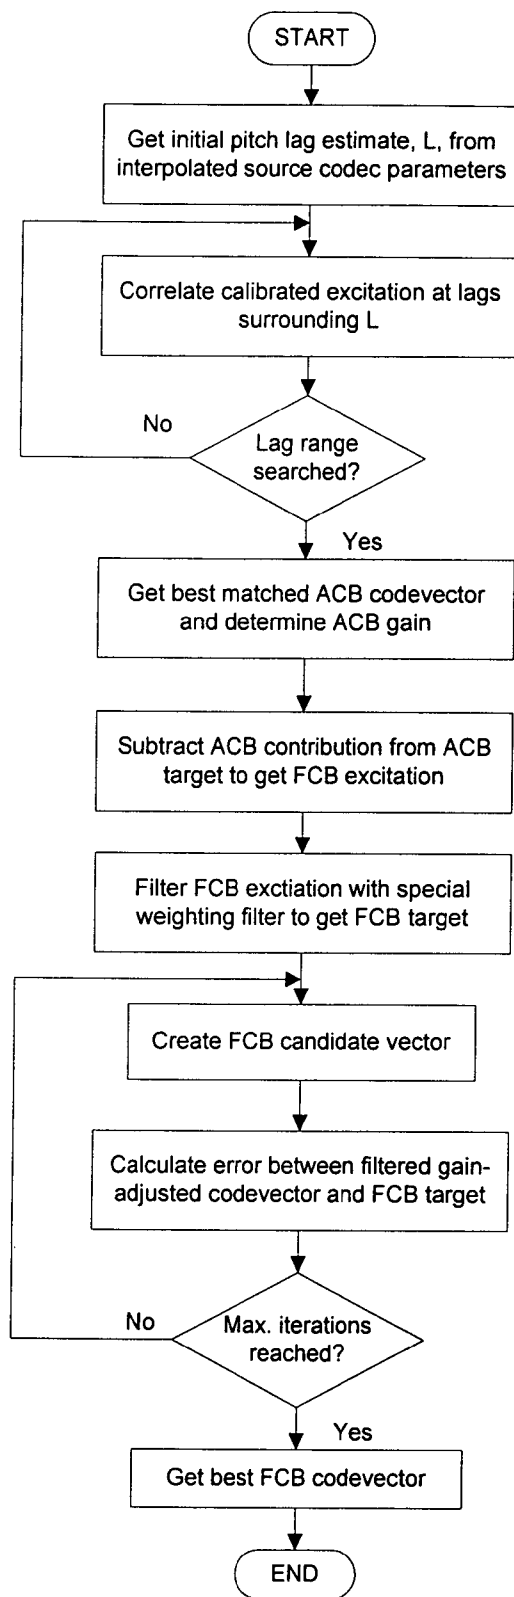 START
Get initial pitch lag estimate, L, from
interpolated source codec parameters
Correlate calibrated excitation at lags
surrounding L
No
Lag range
searched?
Yes
Get best matched ACB codevector
and determine ACB gain
Subtract ACB contribution from ACB
target to get FCB excitation
Filter FCB exctiation with special
weighting filter to get FCB target
Create FCB candidate vector
Calculate error between filtered gain-
adjusted codevector and FCB target
No
Max. iterations
reached?
Yes
Get best FCB codevector
END